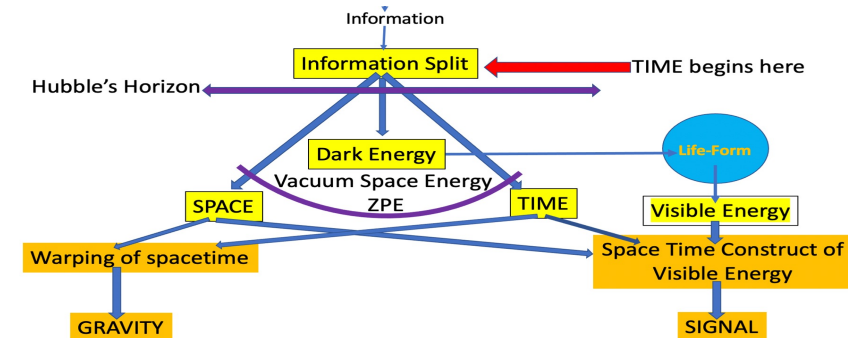 Information
Information Split
TIME begins here
Hubble's Horizon
Dark Energy
Life-Form
Vacuum Space Energy
ZPE
SPACE
TIME
Visible Energy
Warping of spacetime
Space Time Construct of
Visible Energy
GRAVITY
SIGNAL